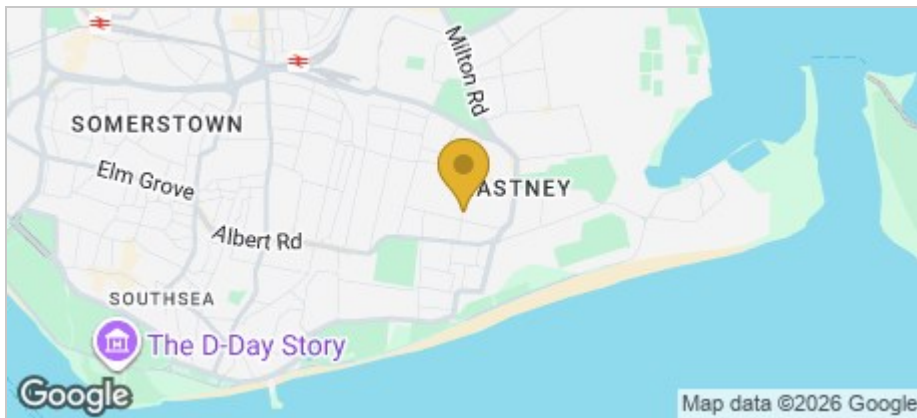 Milton Rd
SOMERSTOWN
Elm Grove
ASTNEY
Albert Rd
SOUTHSEA
The D-Day Story
Google
Map data ©2026 Google